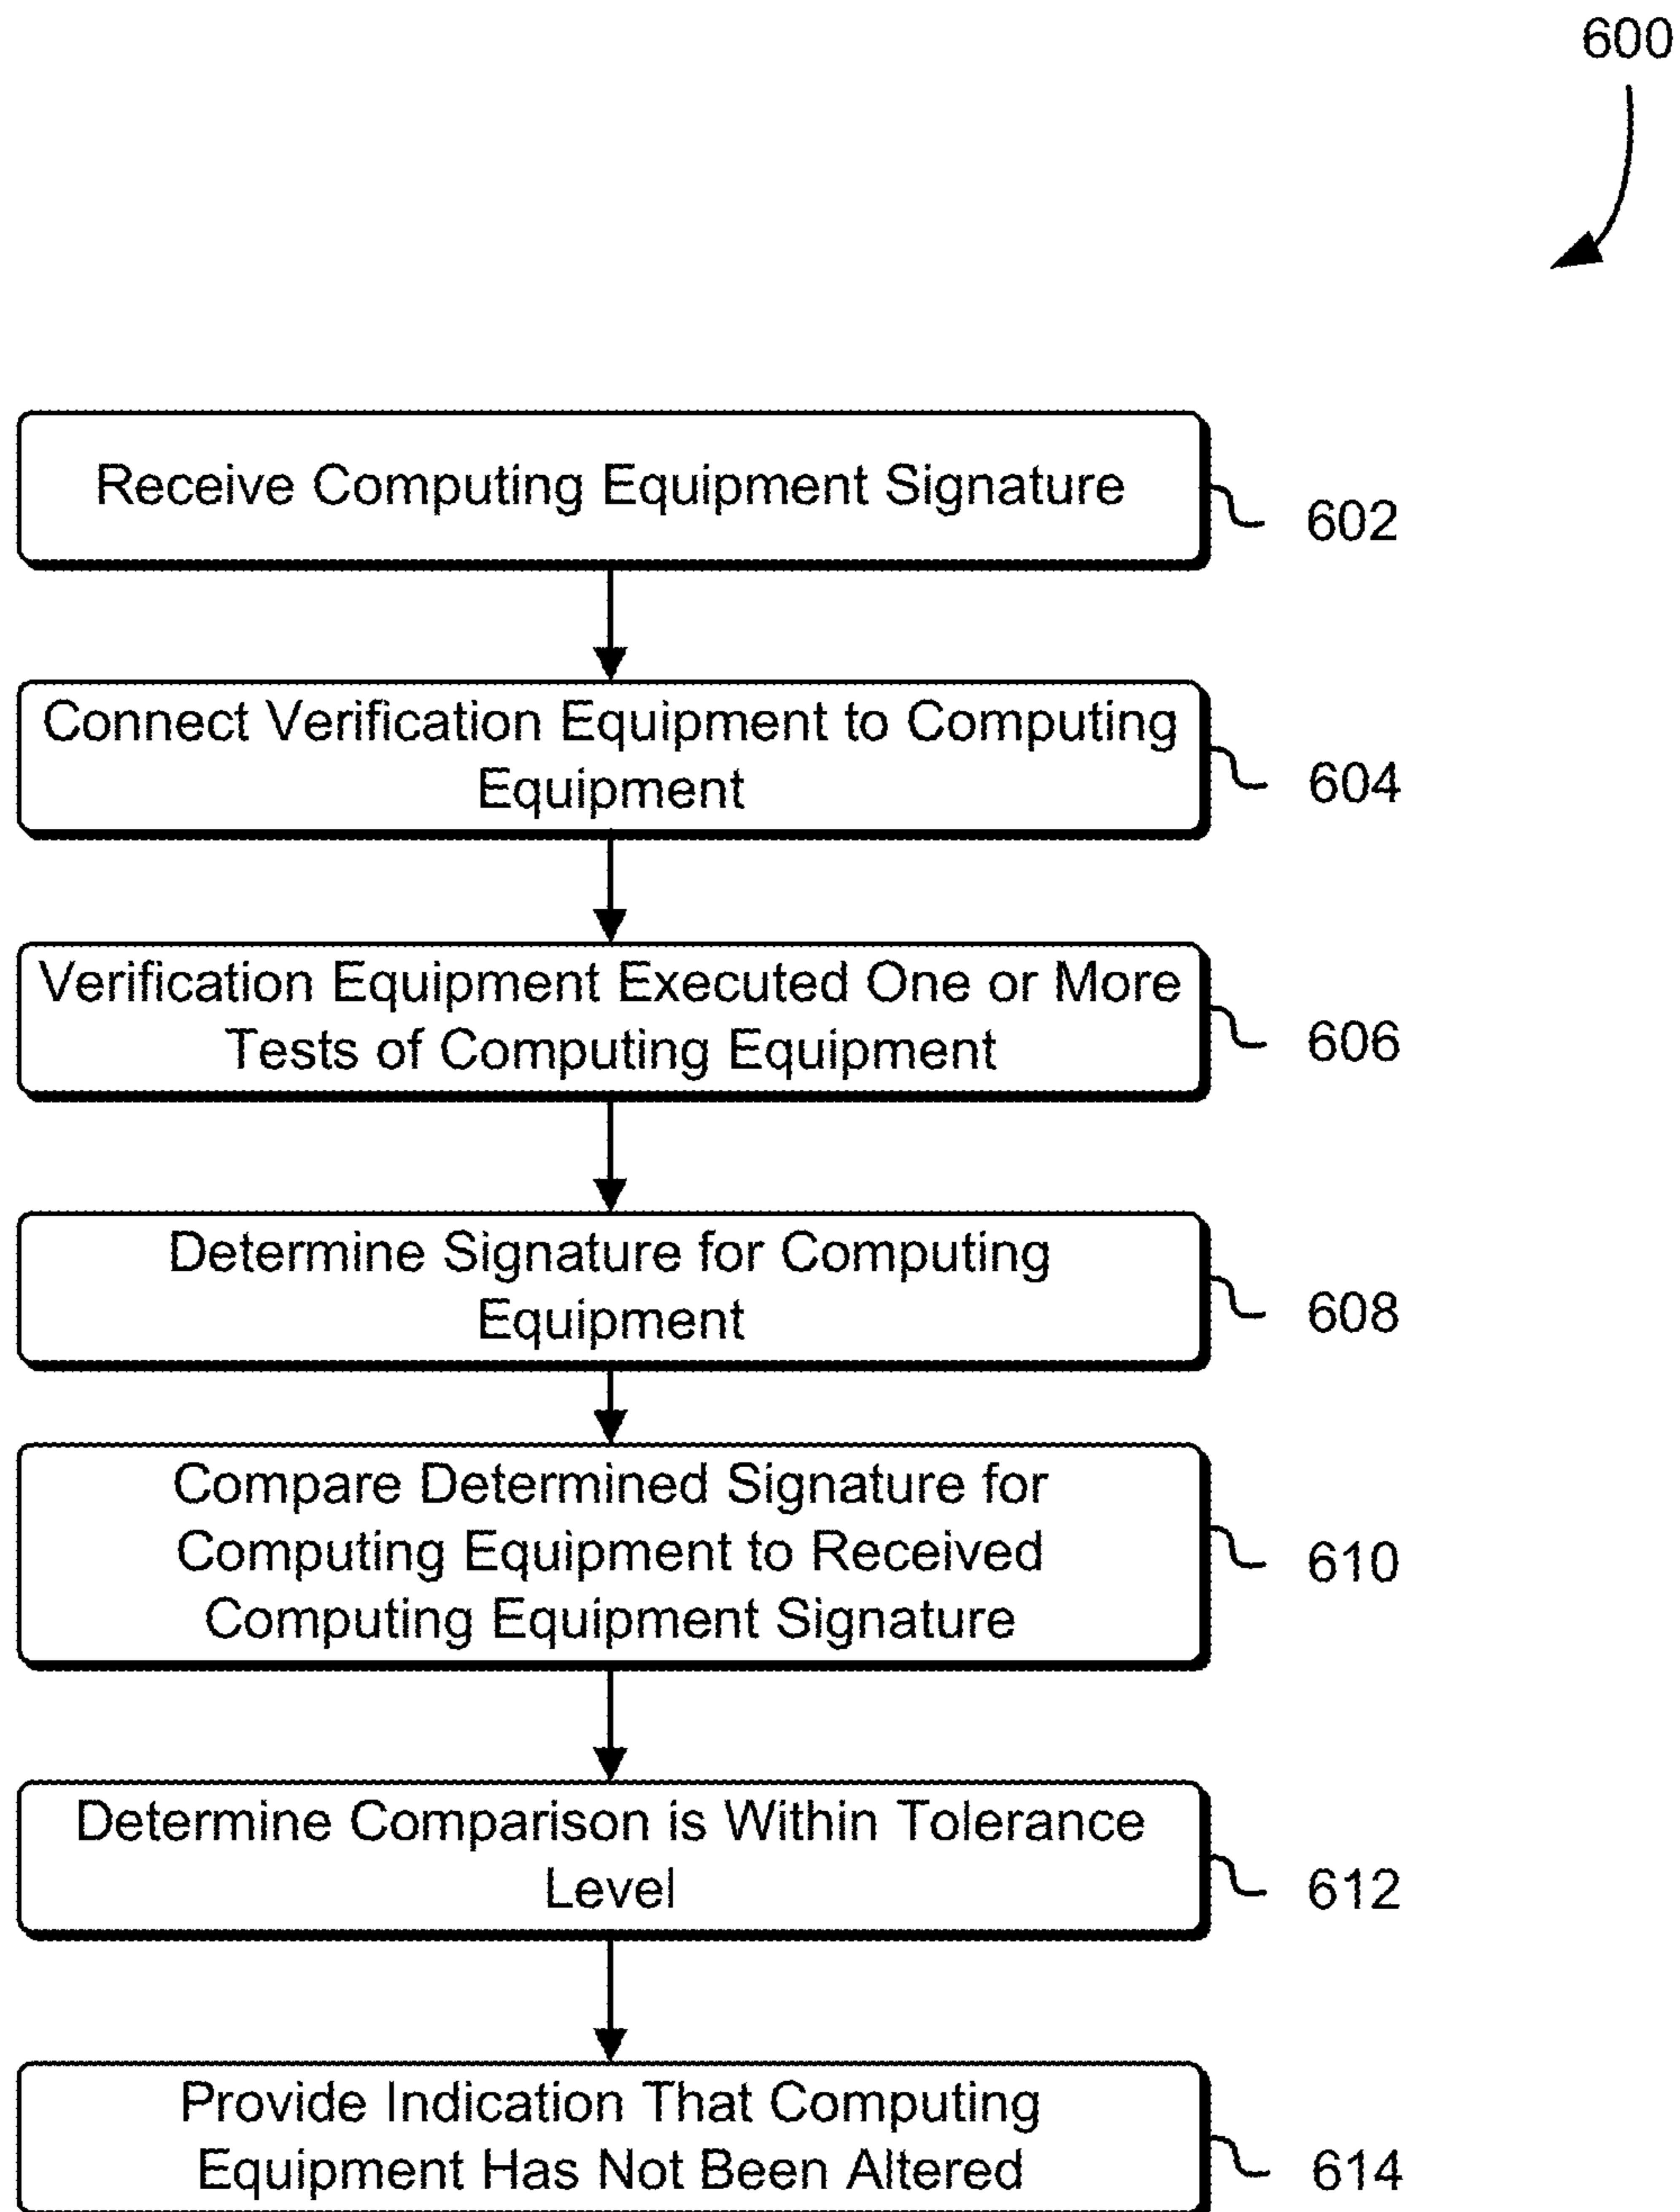 600
Receive Computing Equipment Signature
602
Connect Verification Equipment to Computing
Equipment
604
Verification Equipment Executed One or More
Tests of Computing Equipment
606
Determine Signature for Computing
Equipment
608
Compare Determined Signature for
Computing Equipment to Received
Computing Equipment Signature
610
Determine Comparison is Within Tolerance
Level
612
Provide Indication That Computing
Equipment Has Not Been Altered
614